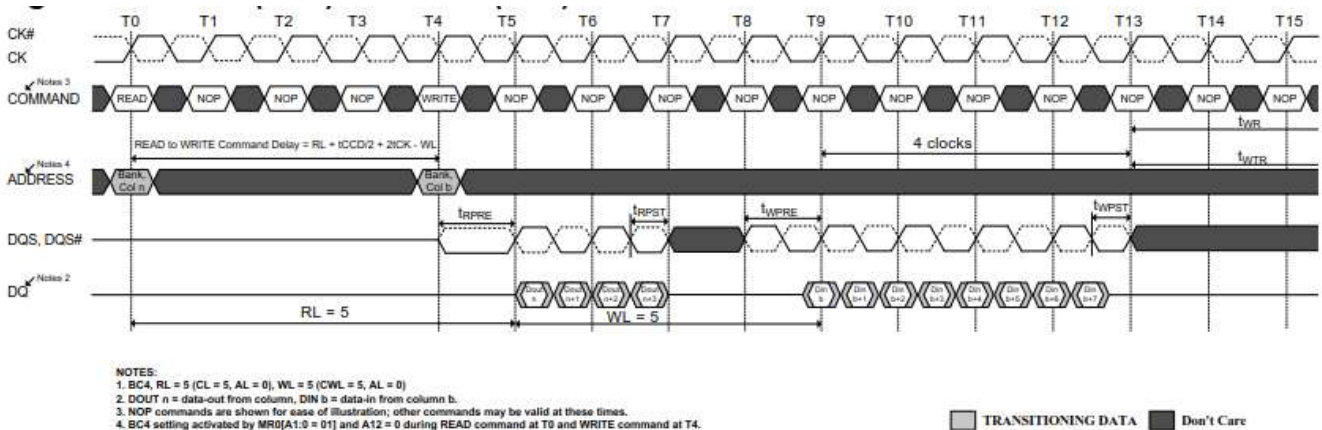 T0 T1 T2 T3 T4 T5 T6 T7 T8 T9 T10 T11 T12 T13 T14 T15
CK#
CK
Notes 3
COMMAND READ NOP NOP NOP WRITE NOP NOP NOP NOP NOP NOP NOP NOP NOP NOP NOP
tWR
READ to WRITE Command Delay = RL + tCCD/2 + 2tCK - WL
4 clocks
Notes 4
tWTR
ADDRESS Bank, Col n Bank, Col b
tRPRE tRPST tWPRE tWPST
DQS, DQS#
Notes 2
DQ Dout n Dout n+1 Dout n+2 Dout n+3 Din b Din b+1 Din b+2 Din b+3 Din b+4 Din b+5 Din b+6 Din b+7
RL = 5 WL = 5
NOTES:
1. BC4, RL = 5 (CL = 5, AL = 0), WL = 5 (CWL = 5, AL = 0)
2. DOUT n = data-out from column, DIN b = data-in from column b.
3. NOP commands are shown for ease of illustration; other commands may be valid at these times.
4. BC4 setting activated by MR0[A1:0 = 01] and A12 = 0 during READ command at T0 and WRITE command at T4.
TRANSITIONING DATA Don't Care